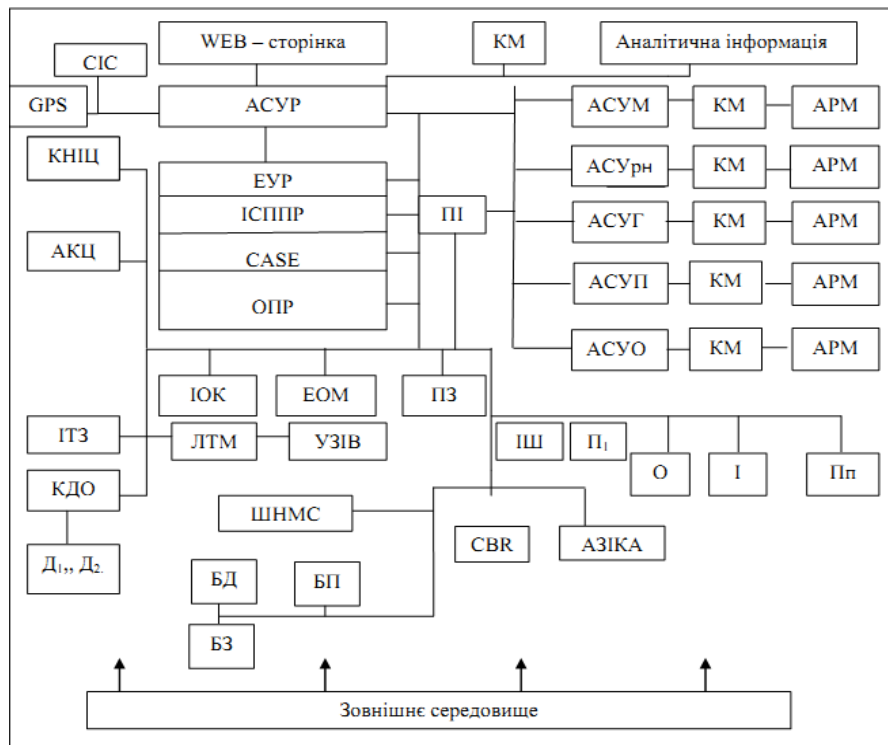 WEB – сторінка
КМ
Аналітична інформація
СІС
GPS
АСУР
АСУМ
КМ
АРМ
КНІЦ
ЕУР
АСУрн
КМ
АРМ
ІСППР
ПІ
АСУГ
КМ
АРМ
АКЦ
CASE
АСУП
КМ
АРМ
ОПР
АСУО
КМ
АРМ
ІОК
ЕОМ
ПЗ
ІТЗ
ЛТМ
УЗІВ
ІШ
П₁
О
І
Пп
КДО
ШНМС
CBR
АЗІКА
Д₁,, Д₂.
БД
БП
БЗ
Зовнішнє середовище